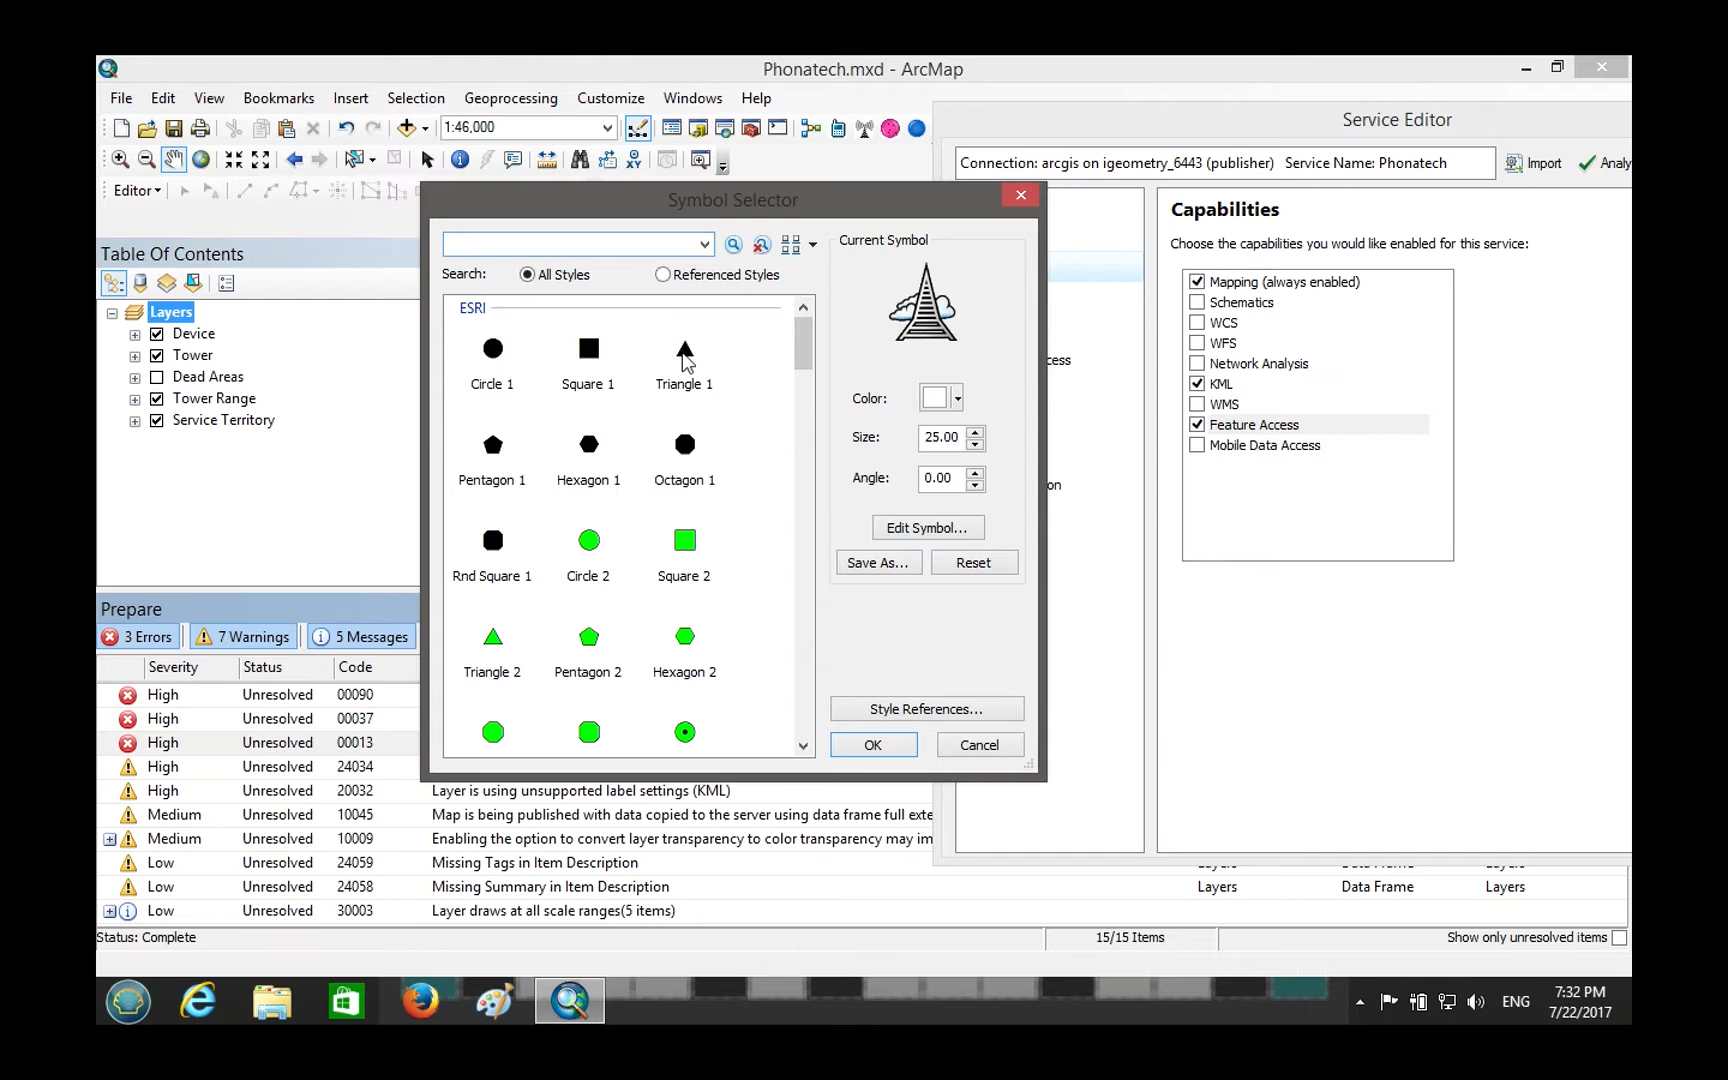 Phonatech.mxd - ArcMap
File Edit View Bookmarks Insert Selection Geoprocessing Customize Windows Help
1:46,000
Editor
Table Of Contents
Layers
Device
Tower
Dead Areas
Tower Range
Service Territory
Service Editor
Connection: arcgis on igeometry_6443 (publisher) Service Name: Phonatech
Import
Capabilities
Choose the capabilities you would like enabled for this service:
Mapping (always enabled)
Schematics
WCS
WFS
Network Analysis
KML
WMS
Feature Access
Mobile Data Access
Symbol Selector
Search: All Styles Referenced Styles
ESRI
Circle 1 Square 1 Triangle 1
Pentagon 1 Hexagon 1 Octagon 1
Rnd Square 1 Circle 2 Square 2
Triangle 2 Pentagon 2 Hexagon 2
Current Symbol
Color:
Size: 25.00
Angle: 0.00
Edit Symbol...
Save As... Reset
Style References...
OK Cancel
Prepare
3 Errors 7 Warnings 5 Messages
Severity Status Code
High Unresolved 00090
High Unresolved 00037
High Unresolved 00013
High Unresolved 24034
High Unresolved 20032 Layer is using unsupported label settings (KML)
Medium Unresolved 10045 Map is being published with data copied to the server using data frame full exte
Medium Unresolved 10009 Enabling the option to convert layer transparency to color transparency may im
Low Unresolved 24059 Missing Tags in Item Description
Low Unresolved 24058 Missing Summary in Item Description Layers Data Frame Layers
Low Unresolved 30003 Layer draws at all scale ranges(5 items)
Status: Complete 15/15 Items Show only unresolved items
ENG
7:32 PM
7/22/2017